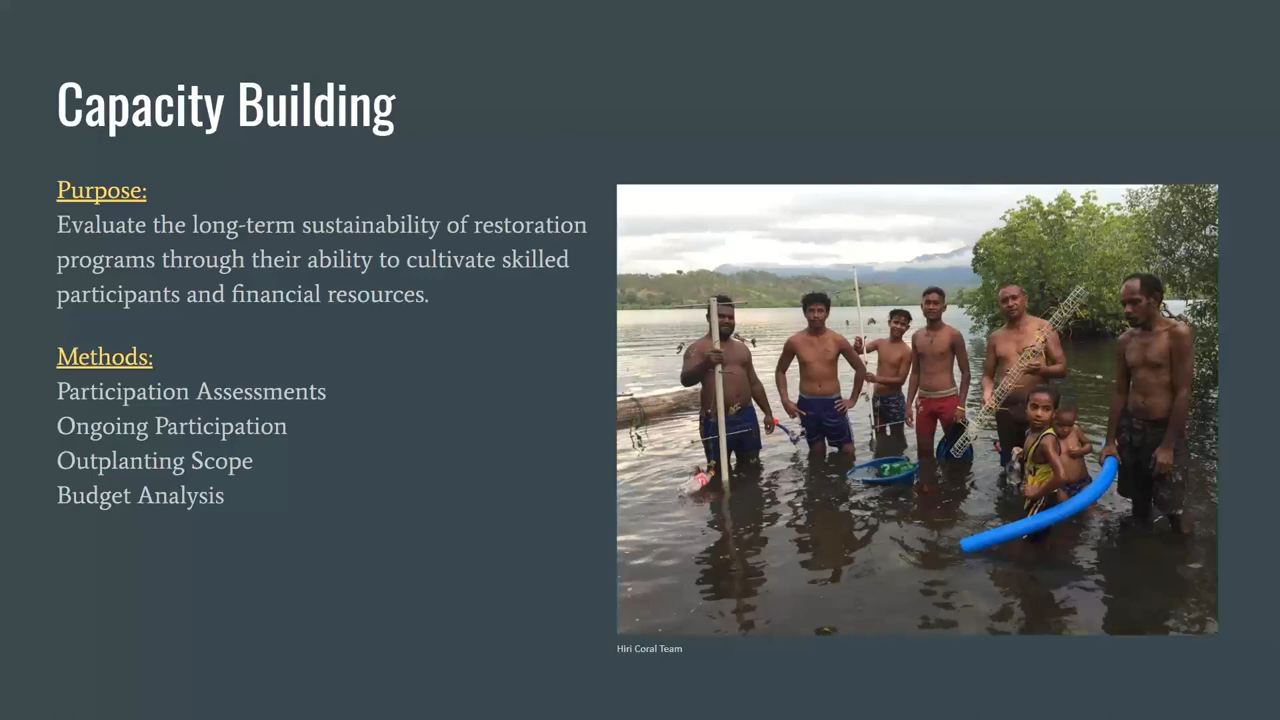 Capacity Building
Purpose:
Evaluate the long-term sustainability of restoration
programs through their ability to cultivate skilled
participants and financial resources.
Methods:
Participation Assessments
Ongoing Participation
Outplanting Scope
Budget Analysis
Hiri Coral Team